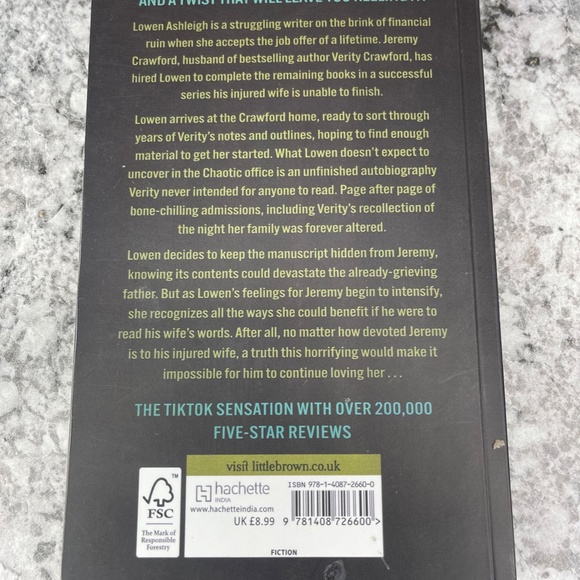 AND A TWIST THAT WILL LEAVE YOU REELING . . .
Lowen Ashleigh is a struggling writer on the brink of financial
ruin when she accepts the job offer of a lifetime. Jeremy
Crawford, husband of bestselling author Verity Crawford, has
hired Lowen to complete the remaining books in a successful
series his injured wife is unable to finish.
Lowen arrives at the Crawford home, ready to sort through
years of Verity's notes and outlines, hoping to find enough
material to get her started. What Lowen doesn't expect to
uncover in the Chaotic office is an unfinished autobiography
Verity never intended for anyone to read. Page after page of
bone-chilling admissions, including Verity's recollection of
the night her family was forever altered.
Lowen decides to keep the manuscript hidden from Jeremy,
knowing its contents could devastate the already-grieving
father. But as Lowen's feelings for Jeremy begin to intensify,
she recognizes all the ways she could benefit if he were to
read his wife's words. After all, no matter how devoted Jeremy
is to his injured wife, a truth this horrifying would make it
impossible for him to continue loving her . . .
THE TIKTOK SENSATION WITH OVER 200,000
FIVE-STAR REVIEWS
visit littlebrown.co.uk
TM
FSC
The Mark of
Responsible
Forestry
h hachette
INDIA
www.hachetteindia.com
UK £8.99
ISBN 978-1-4087-2660-0
9 781408 726600 >
FICTION